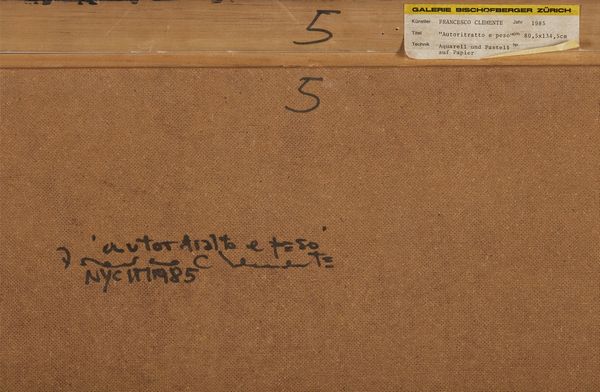 5
GALERIE BISCHOFBERGER ZÜRICH
Künstler FRANCESCO CLEMENTE Jahr 1985
Titel "Autoritratto e peso" 80,5x134,5cm
Technik Aquarell und Pastell Nr.
auf Papier
5
'autoritratto e peso'
Francesco Clemente
NYC 1985